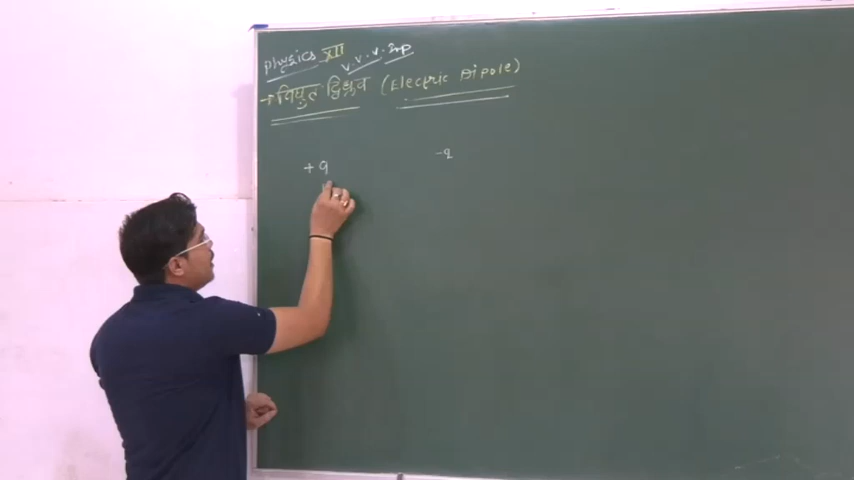 Physics XII
V. V. V. Imp
→ विद्युत द्विध्रुव (Electric Dipole)
+q -q